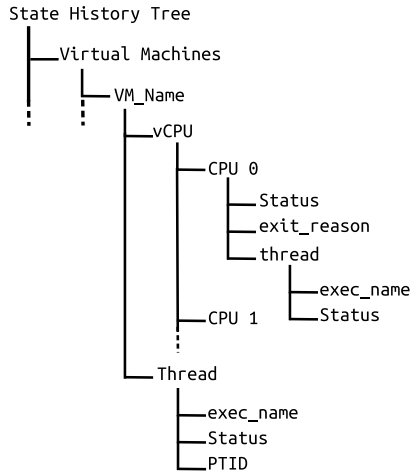 State History Tree
Virtual Machines
VM_Name
vCPU
CPU 0
Status
exit_reason
thread
exec_name
Status
CPU 1
Thread
exec_name
Status
PTID